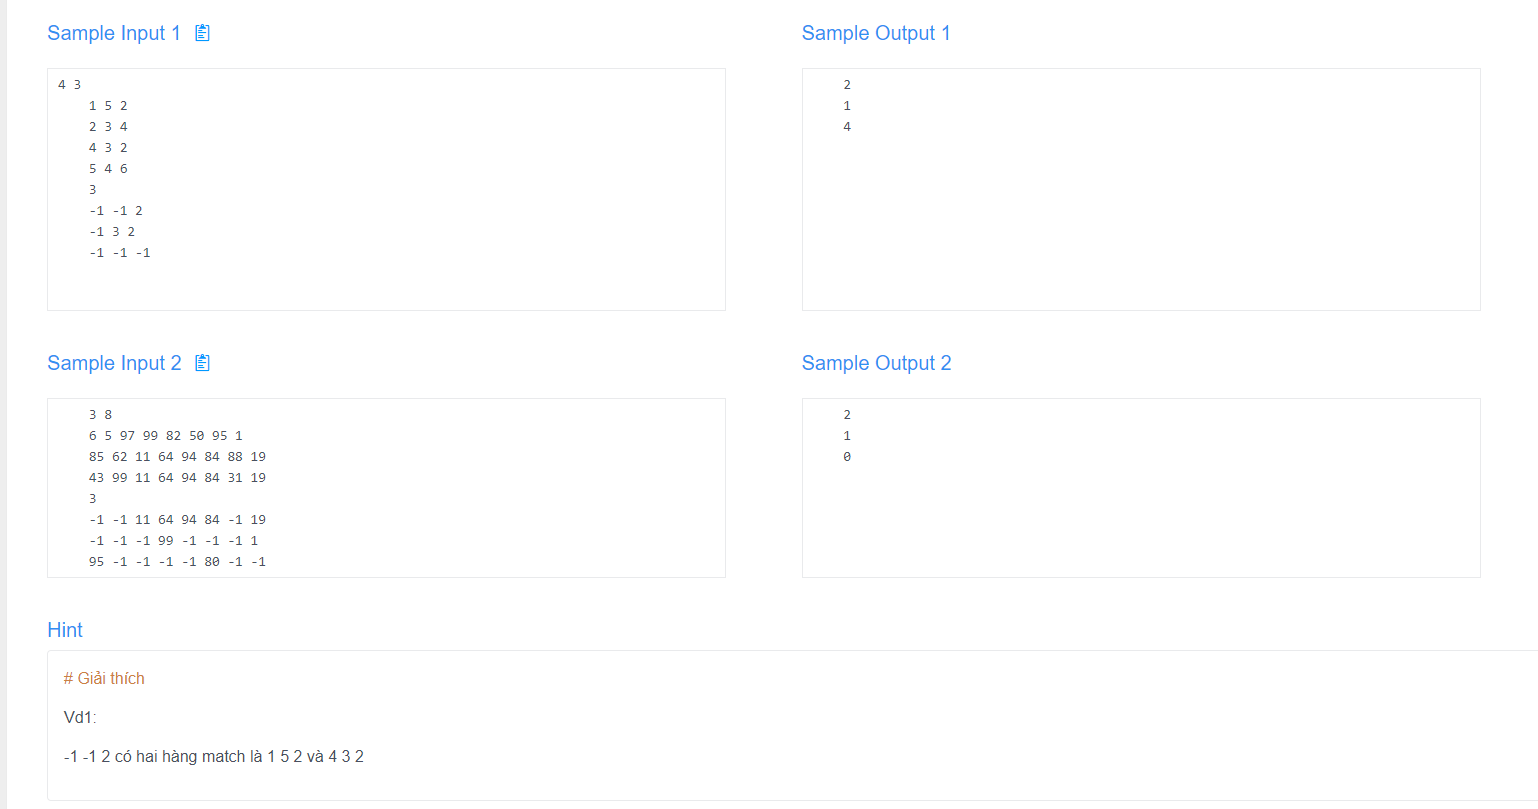 Sample Input 1
Sample Output 1
4 3
1 5 2
2 3 4
4 3 2
5 4 6
3
-1 -1 2
-1 3 2
-1 -1 -1
2
1
4
Sample Input 2
Sample Output 2
3 8
6 5 97 99 82 50 95 1
85 62 11 64 94 84 88 19
43 99 11 64 94 84 31 19
3
-1 -1 11 64 94 84 -1 19
-1 -1 -1 99 -1 -1 -1 1
95 -1 -1 -1 -1 80 -1 -1
2
1
0
Hint
# Giải thích
Vd1:
-1 -1 2 có hai hàng match là 1 5 2 và 4 3 2